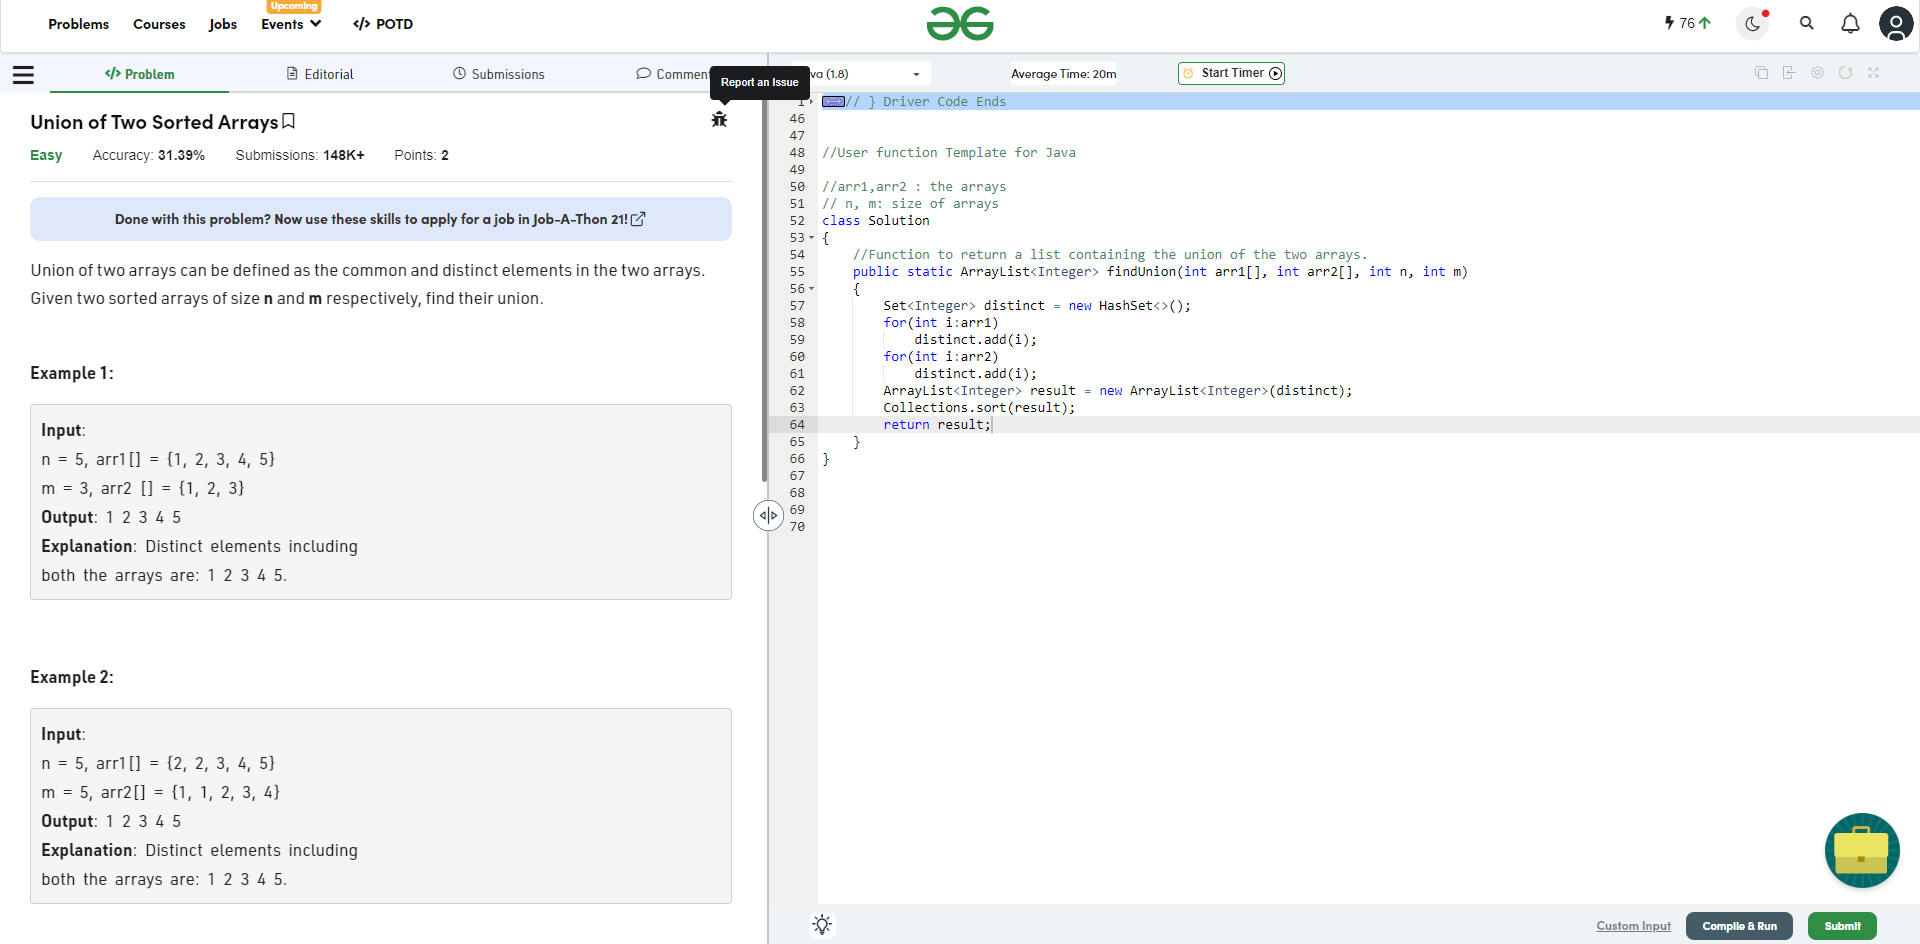 Problems Courses Jobs Upcoming Events POTD
76
Problem Editorial Submissions Comment
Report an Issue
va (1.8) Average Time: 20m Start Timer
Union of Two Sorted Arrays
Easy Accuracy: 31.39% Submissions: 148K+ Points: 2
Done with this problem? Now use these skills to apply for a job in Job-A-Thon 21!
Union of two arrays can be defined as the common and distinct elements in the two arrays.
Given two sorted arrays of size n and m respectively, find their union.
Example 1:
Input:
n = 5, arr1[] = {1, 2, 3, 4, 5}
m = 3, arr2 [] = {1, 2, 3}
Output: 1 2 3 4 5
Explanation: Distinct elements including
both the arrays are: 1 2 3 4 5.
Example 2:
Input:
n = 5, arr1[] = {2, 2, 3, 4, 5}
m = 5, arr2[] = {1, 1, 2, 3, 4}
Output: 1 2 3 4 5
Explanation: Distinct elements including
both the arrays are: 1 2 3 4 5.
1 // } Driver Code Ends
46
47
48 //User function Template for Java
49
50 //arr1,arr2 : the arrays
51 // n, m: size of arrays
52 class Solution
53 {
54 //Function to return a list containing the union of the two arrays.
55 public static ArrayList<Integer> findUnion(int arr1[], int arr2[], int n, int m)
56 {
57 Set<Integer> distinct = new HashSet<>();
58 for(int i:arr1)
59 distinct.add(i);
60 for(int i:arr2)
61 distinct.add(i);
62 ArrayList<Integer> result = new ArrayList<Integer>(distinct);
63 Collections.sort(result);
64 return result;
65 }
66 }
67
68
69
70
Custom Input Compile & Run Submit